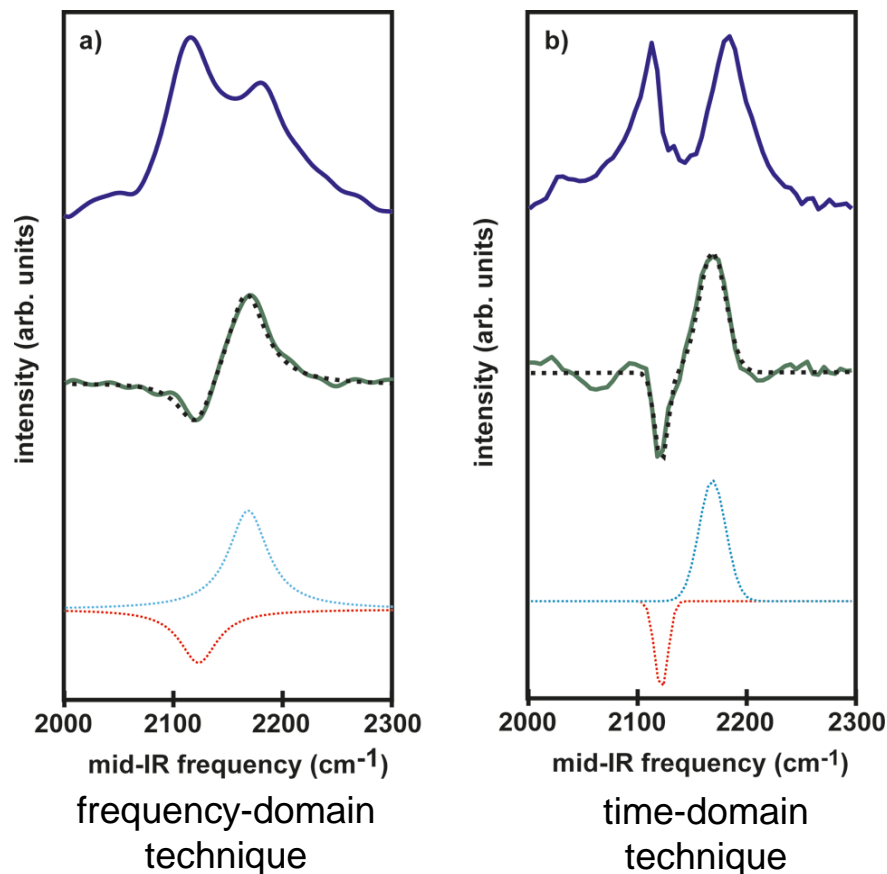 a)
intensity (arb. units)
2000 2100 2200 2300
mid-IR frequency (cm-1)
frequency-domain
technique
b)
intensity (arb. units)
2000 2100 2200 2300
mid-IR frequency (cm-1)
time-domain
technique